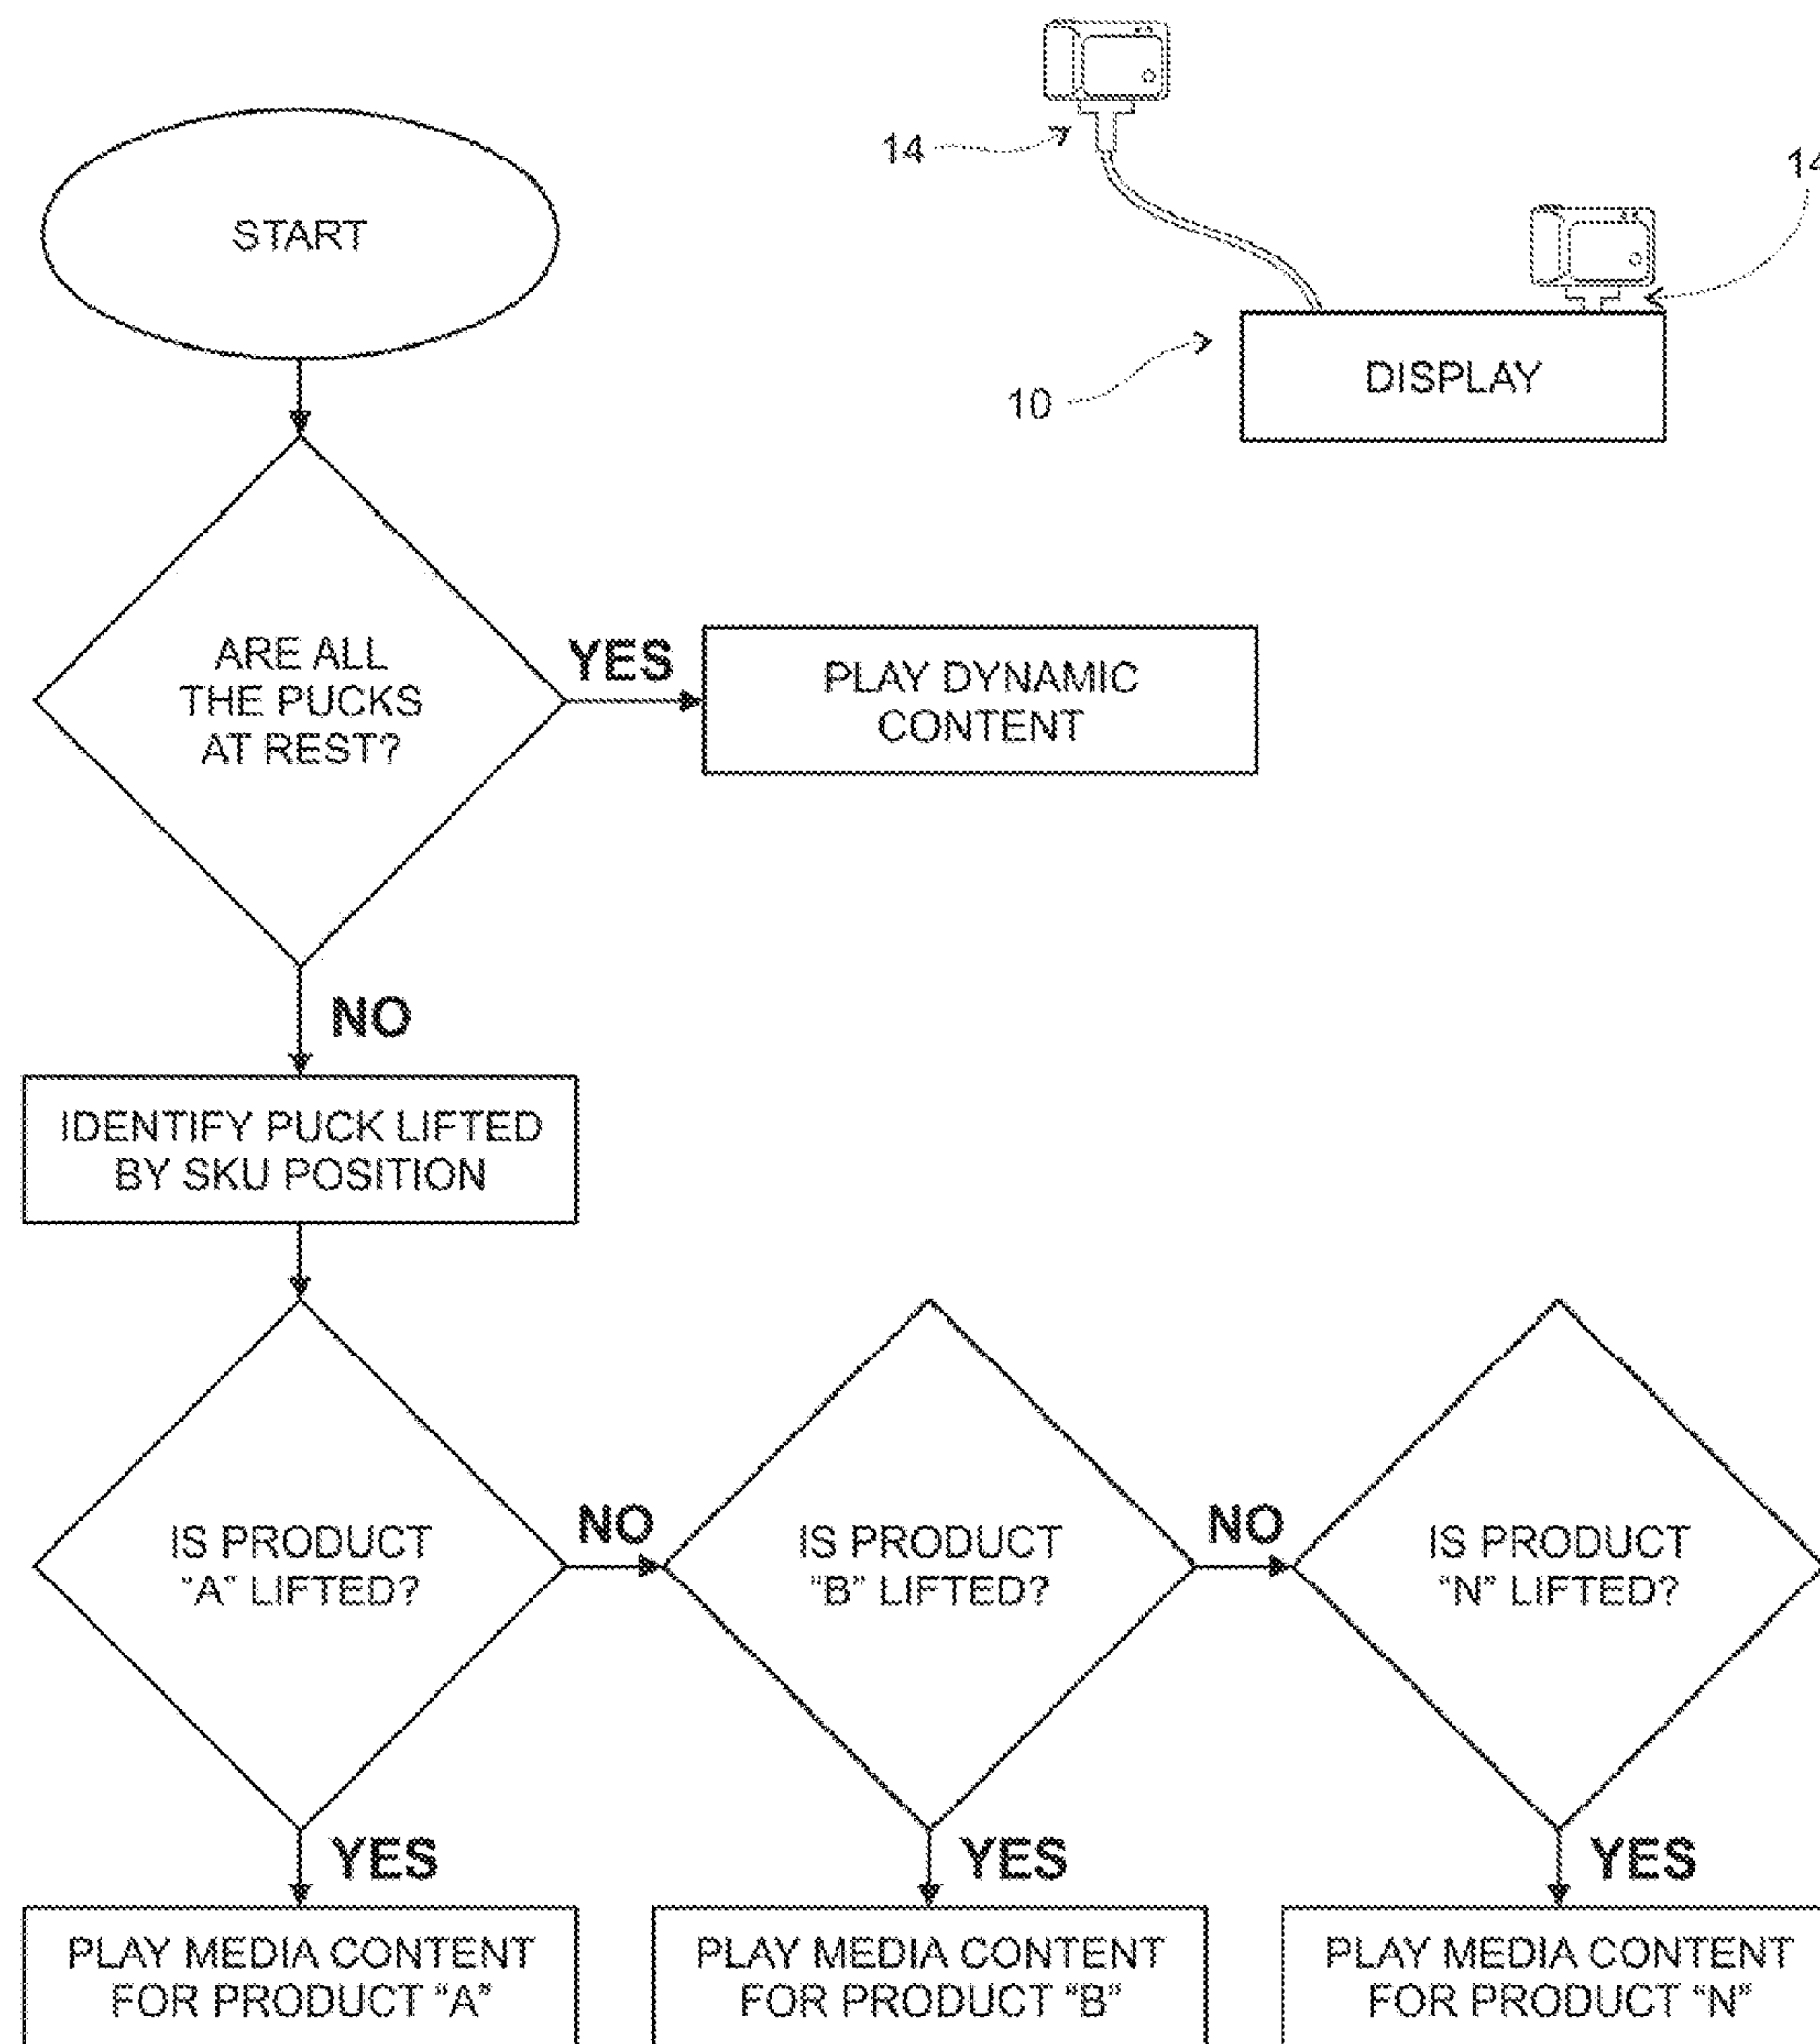 START
14
14
10
DISPLAY
ARE ALL
THE PUCKS
AT REST?
YES
PLAY DYNAMIC
CONTENT
NO
IDENTIFY PUCK LIFTED
BY SKU POSITION
IS PRODUCT
"A" LIFTED?
NO
IS PRODUCT
"B" LIFTED?
NO
IS PRODUCT
"N" LIFTED?
YES
YES
YES
PLAY MEDIA CONTENT
FOR PRODUCT "A"
PLAY MEDIA CONTENT
FOR PRODUCT "B"
PLAY MEDIA CONTENT
FOR PRODUCT "N"